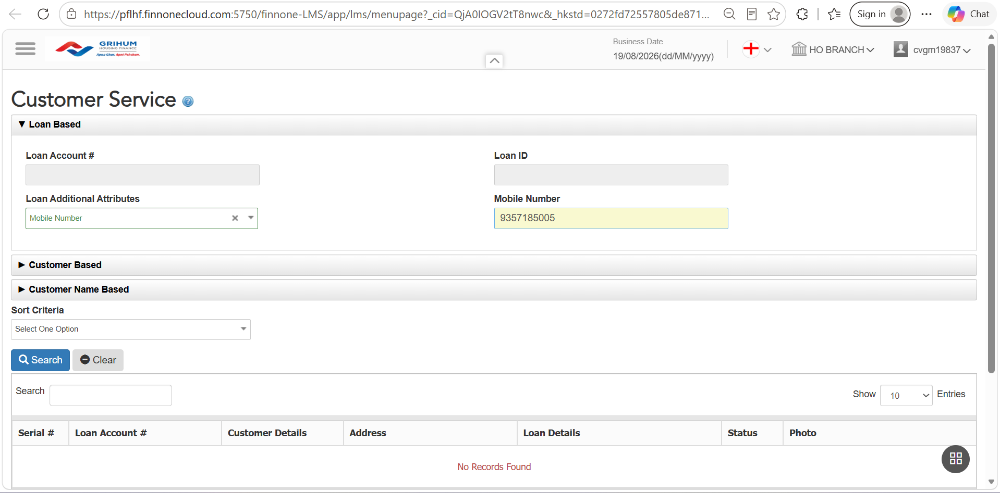 https://pflhf.finnonecloud.com:5750/finnone-LMS/app/lms/menupage?_cid=QjA0lOGV2tT8nwc&_hkstd=0272fd72557805de871...
Sign in
Chat
GRIHUM
HOUSING FINANCE
Apna Ghar. Apni Pehchan.
Business Date
19/08/2026(dd/MM/yyyy)
HO BRANCH
cvgm19837
Customer Service
Loan Based
Loan Account #
Loan ID
Loan Additional Attributes
Mobile Number
Mobile Number
9357185005
Customer Based
Customer Name Based
Sort Criteria
Select One Option
Search
Clear
Search
Show 10 Entries
Serial # Loan Account # Customer Details Address Loan Details Status Photo
No Records Found